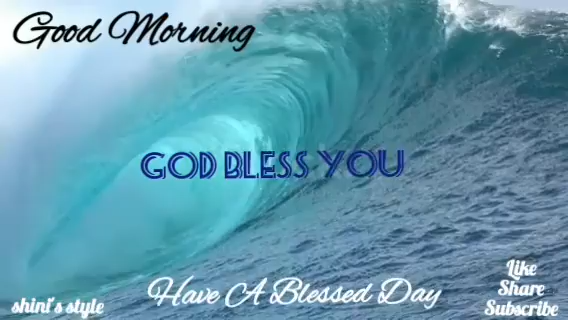 Good Morning
GOD BLESS YOU
Have A Blessed Day
shini's style
Like
Share
Subscribe